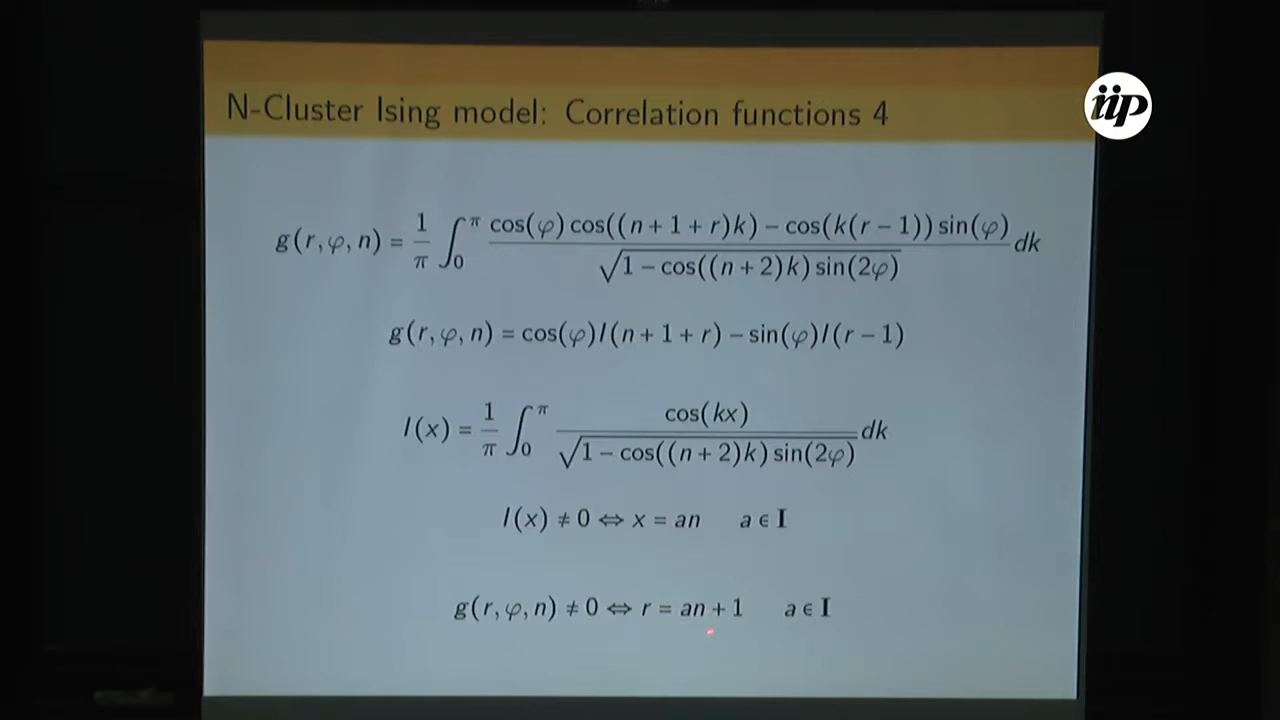 N-Cluster Ising model: Correlation functions 4
iip
g(r, φ, n) = 1/π ∫₀^π (cos(φ) cos((n + 1 + r)k) − cos(k(r − 1)) sin(φ)) / √(1 − cos((n + 2)k) sin(2φ)) dk
g(r, φ, n) = cos(φ)I(n + 1 + r) − sin(φ)I(r − 1)
I(x) = 1/π ∫₀^π cos(kx) / √(1 − cos((n + 2)k) sin(2φ)) dk
I(x) ≠ 0 ⇔ x = an a ∈ I
g(r, φ, n) ≠ 0 ⇔ r = an + 1 a ∈ I